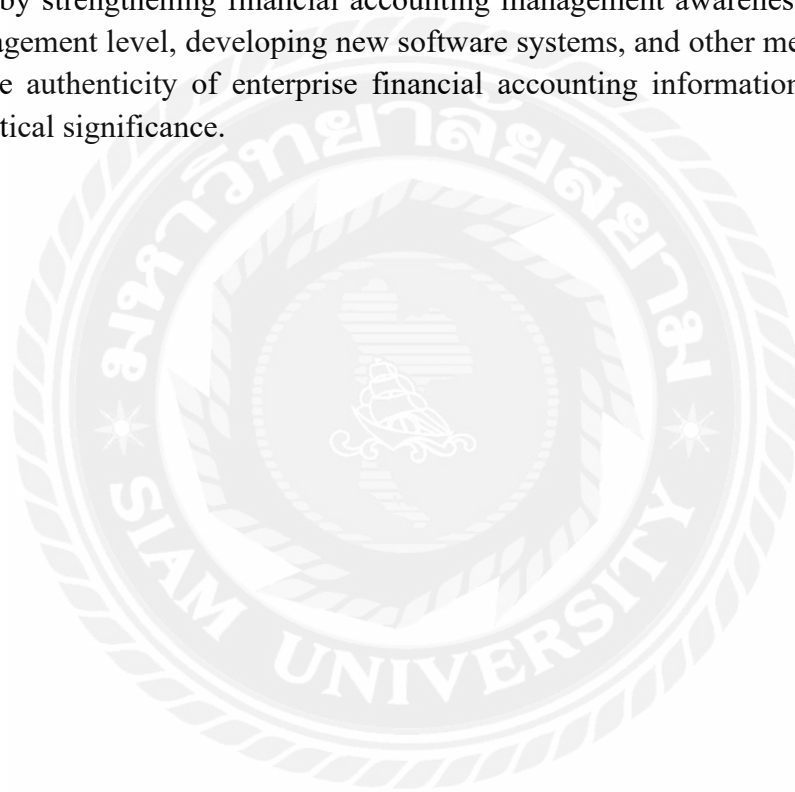 by strengthening financial accounting management awareness
agement level, developing new software systems, and other me
e authenticity of enterprise financial accounting information
tical significance.
มหาวิทยาลัยสยาม
SIAM UNIVERSITY